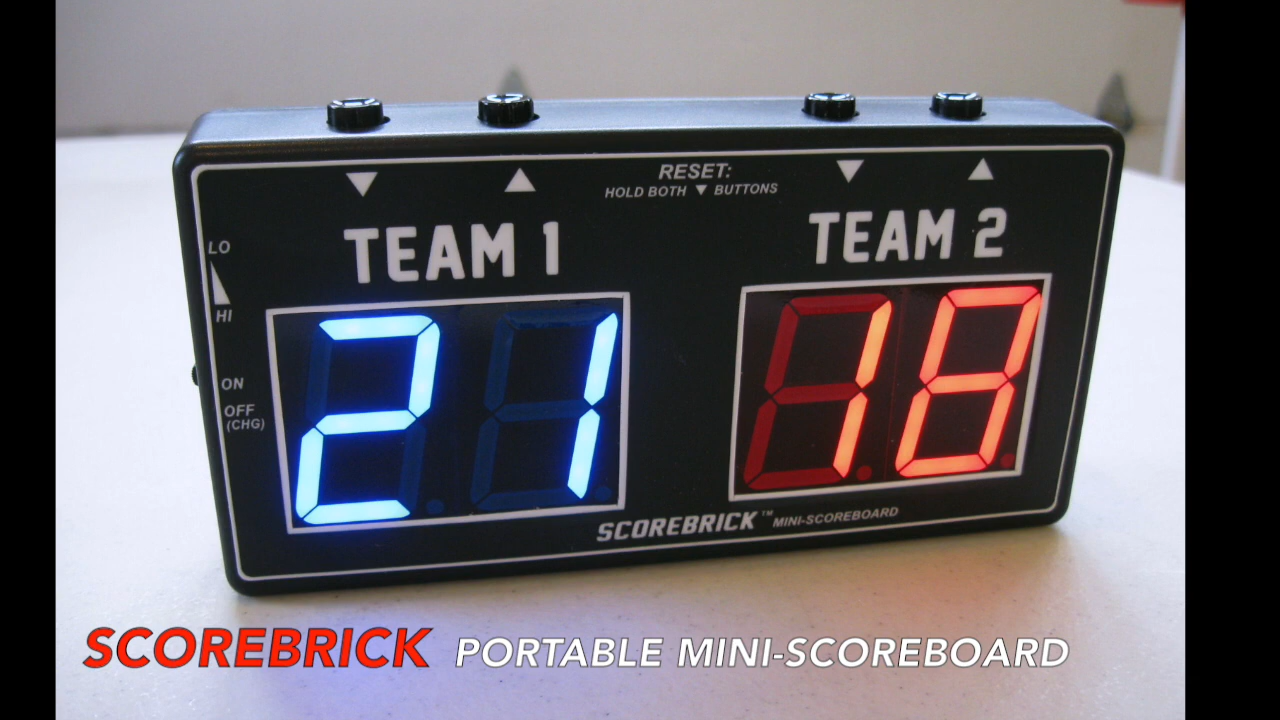 RESET:
HOLD BOTH ▼ BUTTONS
TEAM 1
TEAM 2
LO
HI
ON
OFF
(CHG)
21
18
SCOREBRICK™ MINI-SCOREBOARD
SCOREBRICK PORTABLE MINI-SCOREBOARD